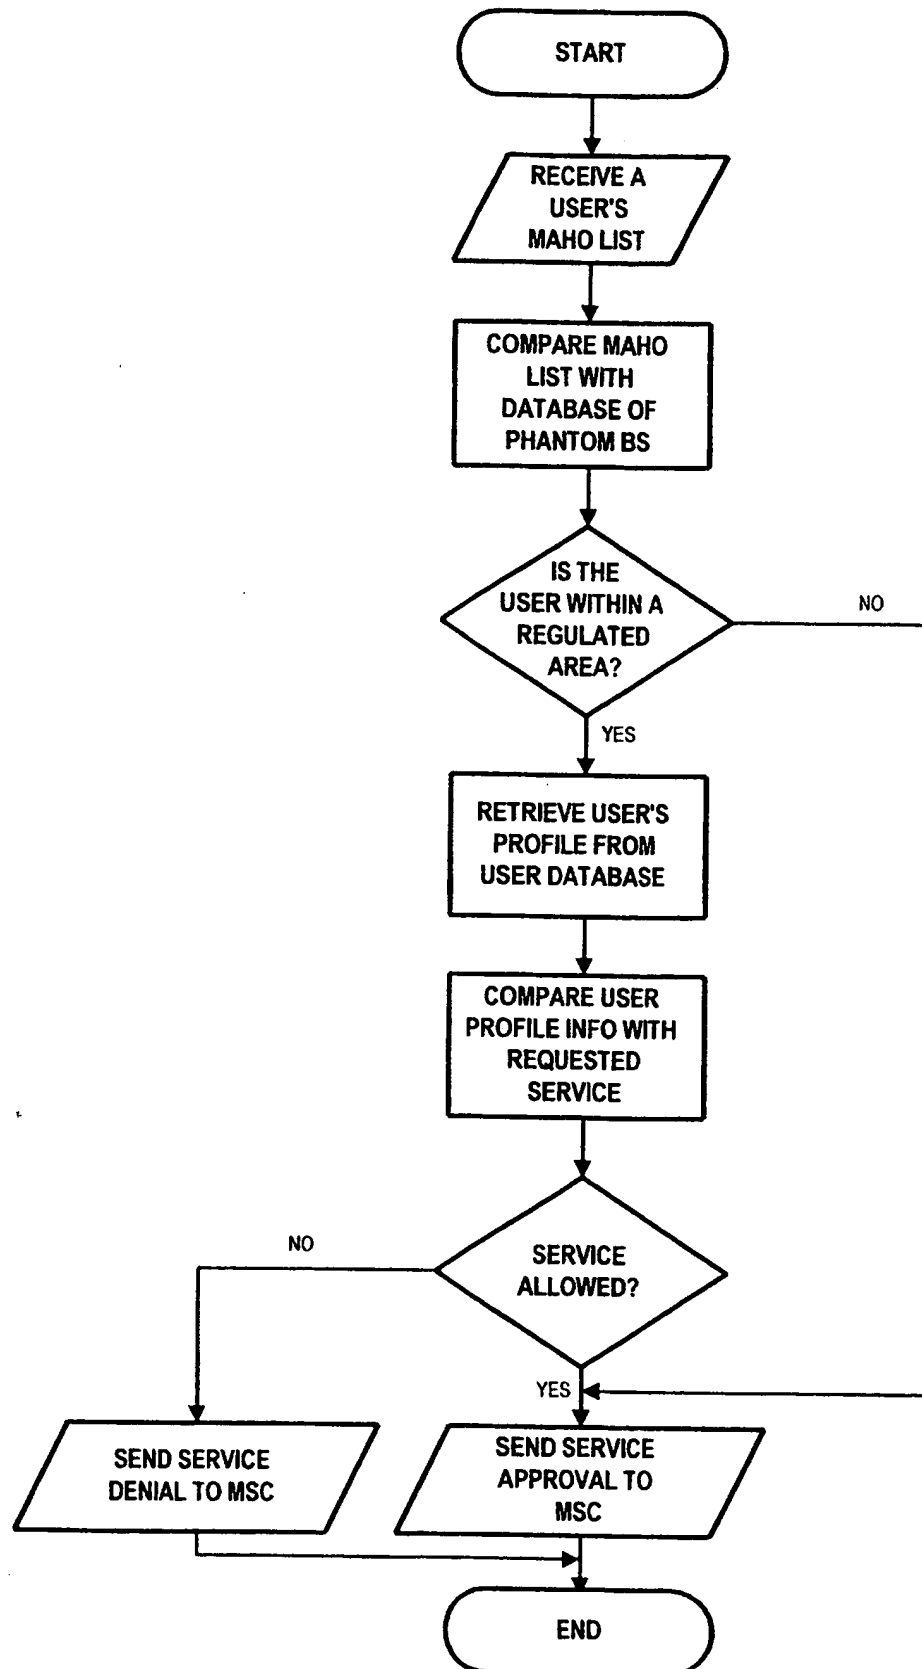 START
RECEIVE A
USER'S
MAHO LIST
COMPARE MAHO
LIST WITH
DATABASE OF
PHANTOM BS
IS THE
USER WITHIN A
REGULATED
AREA?
NO
YES
RETRIEVE USER'S
PROFILE FROM
USER DATABASE
COMPARE USER
PROFILE INFO WITH
REQUESTED
SERVICE
NO
SERVICE
ALLOWED?
YES
SEND SERVICE
DENIAL TO MSC
SEND SERVICE
APPROVAL TO
MSC
END